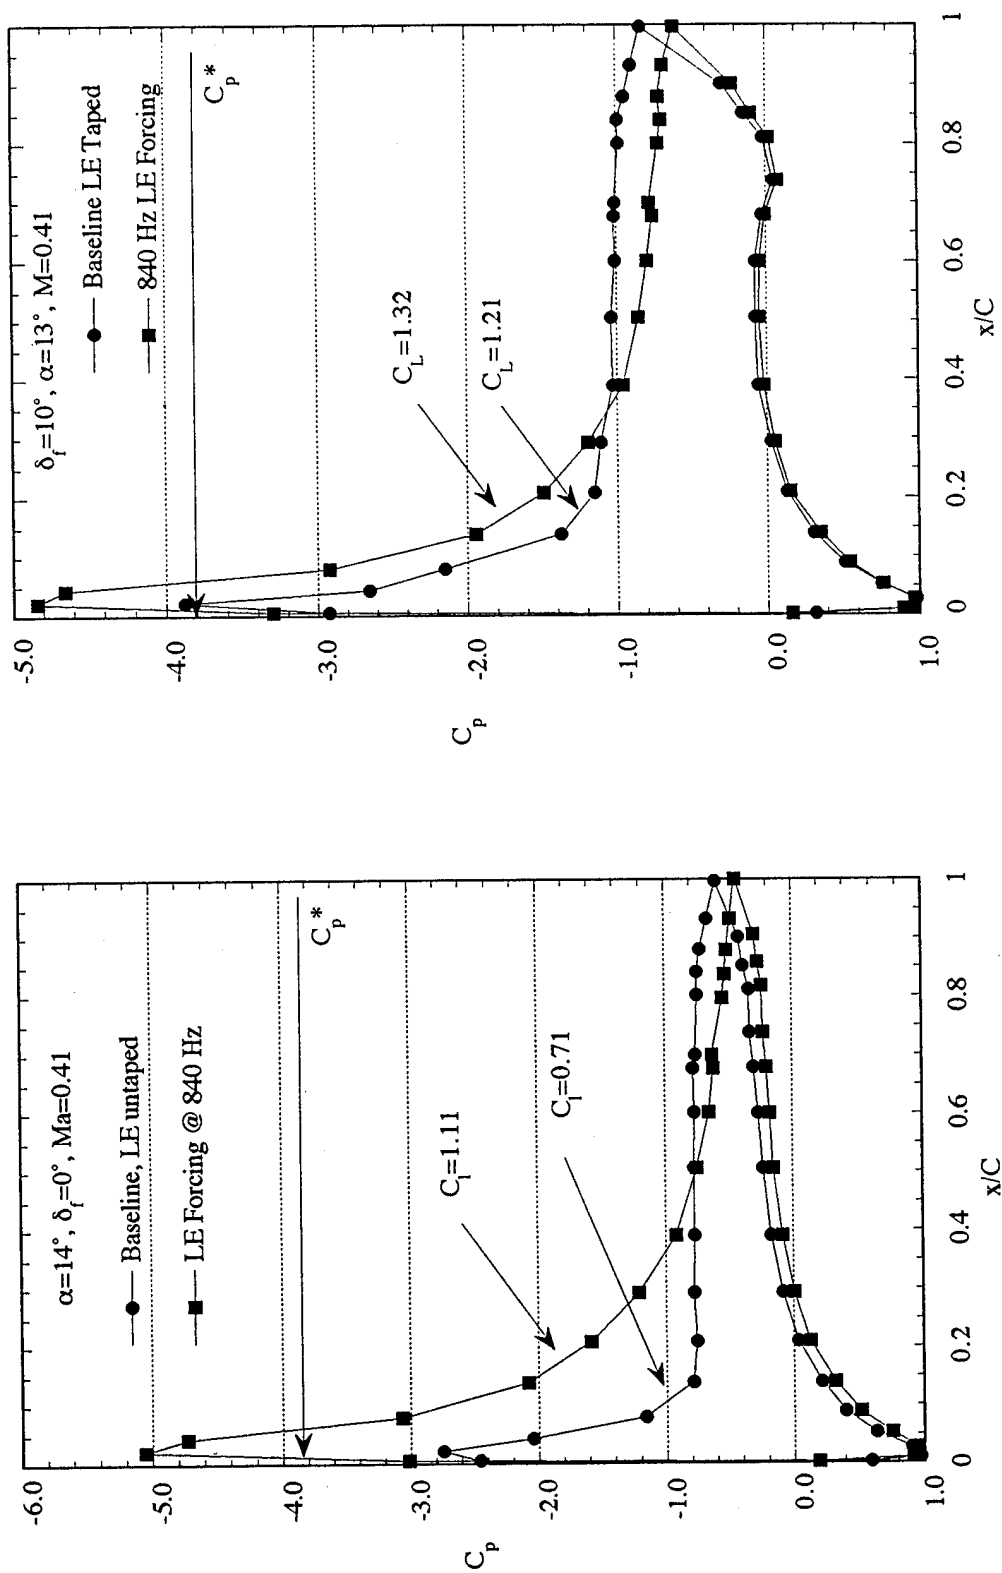 α=14°, δf=0°, Ma=0.41
Baseline, LE untaped
LE Forcing @ 840 Hz
Cp*
Cl=1.11
Cl=0.71
-6.0
-5.0
-4.0
-3.0
-2.0
-1.0
0.0
1.0
Cp
0
0.2
0.4
0.6
0.8
1
x/C
δf=10°, α=13°, M=0.41
Baseline LE Taped
840 Hz LE Forcing
Cp*
CL=1.32
CL=1.21
-5.0
-4.0
-3.0
-2.0
-1.0
0.0
1.0
Cp
0
0.2
0.4
0.6
0.8
1
x/C